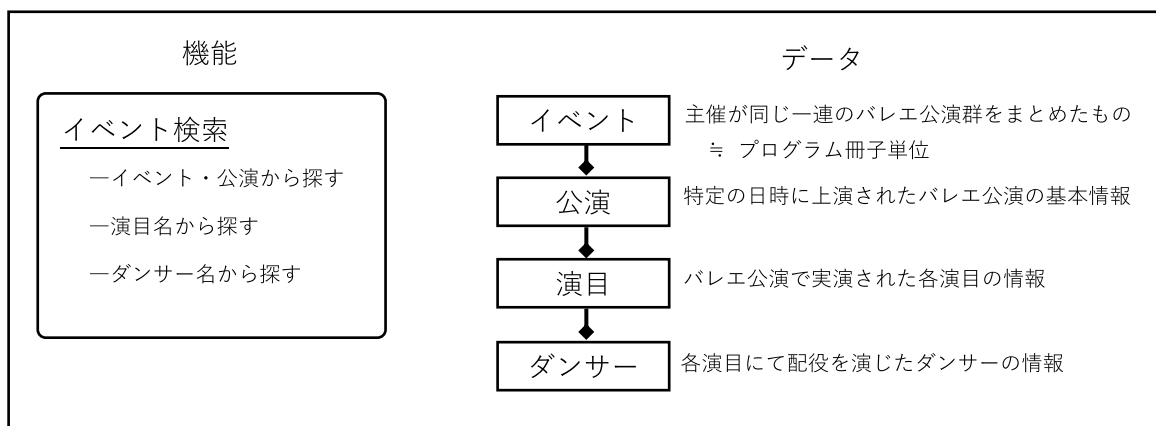 機能
イベント検索
―イベント・公演から探す
―演目名から探す
―ダンサー名から探す
データ
イベント
主催が同じ一連のバレエ公演群をまとめたもの
≒ プログラム冊子単位
公演
特定の日時に上演されたバレエ公演の基本情報
演目
バレエ公演で実演された各演目の情報
ダンサー
各演目にて配役を演じたダンサーの情報